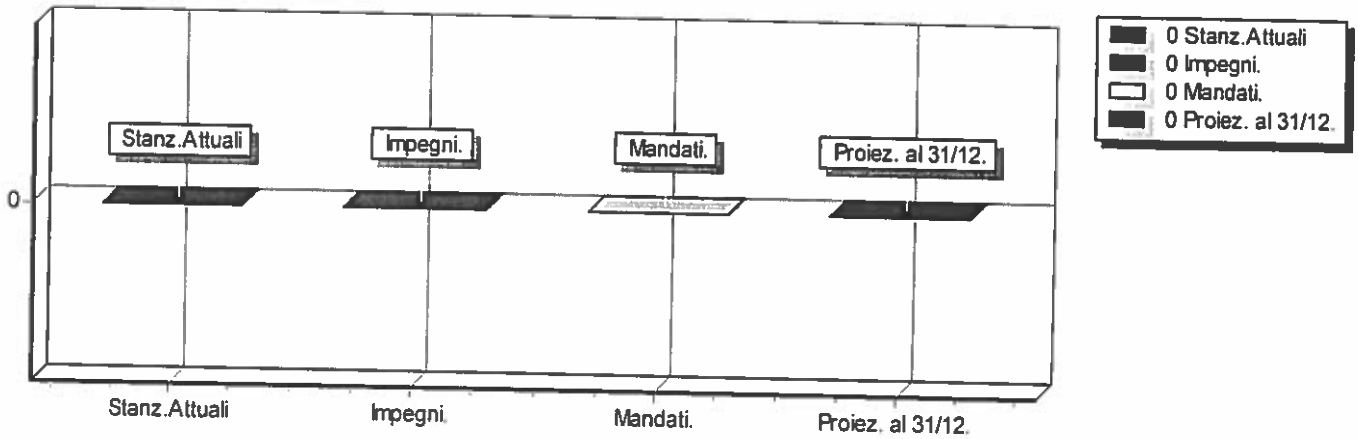 0 Stanz.Attuali
0 Impegni.
0 Mandati.
0 Proiez. al 31/12.
Stanz.Attuali
Impegni.
Mandati.
Proiez. al 31/12.
0
Stanz.Attuali
Impegni.
Mandati.
Proiez. al 31/12.